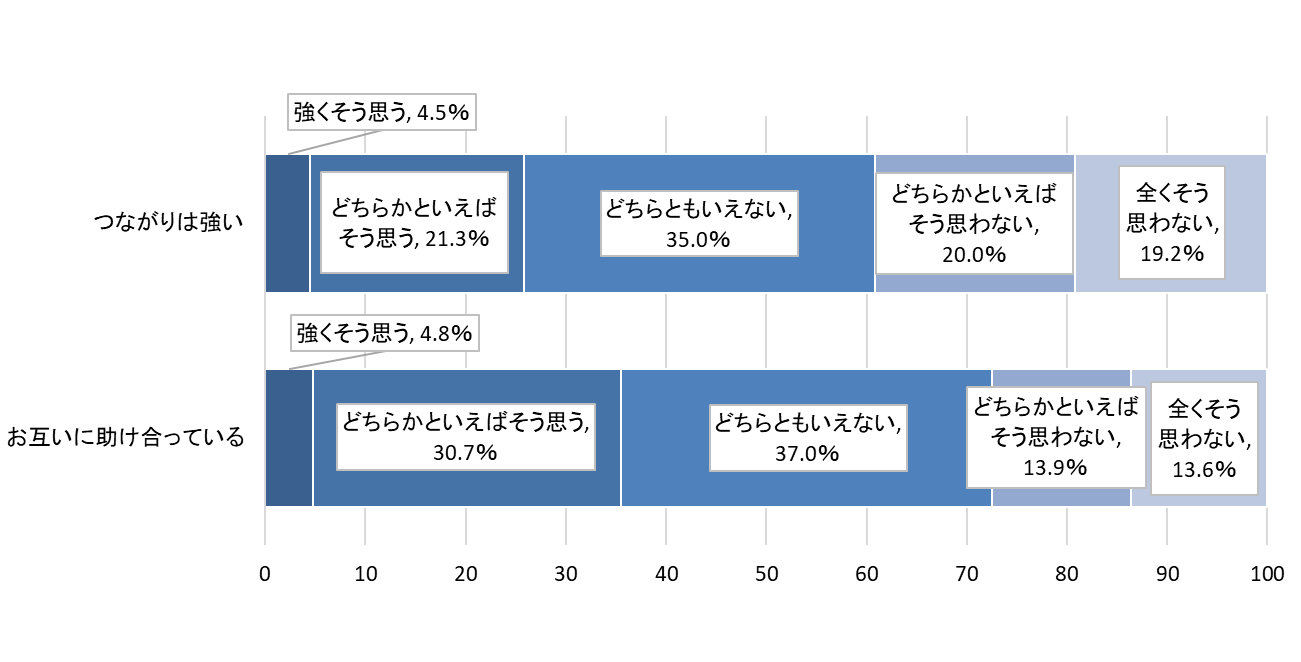 強くそう思う, 4.5%
つながりは強い
どちらかといえば
そう思う, 21.3%
どちらともいえない,
35.0%
どちらかといえば
そう思わない,
20.0%
全くそう
思わない,
19.2%
強くそう思う, 4.8%
お互いに助け合っている
どちらかといえばそう思う,
30.7%
どちらともいえない,
37.0%
どちらかといえば
そう思わない,
13.9%
全くそう
思わない,
13.6%
0 10 20 30 40 50 60 70 80 90 100